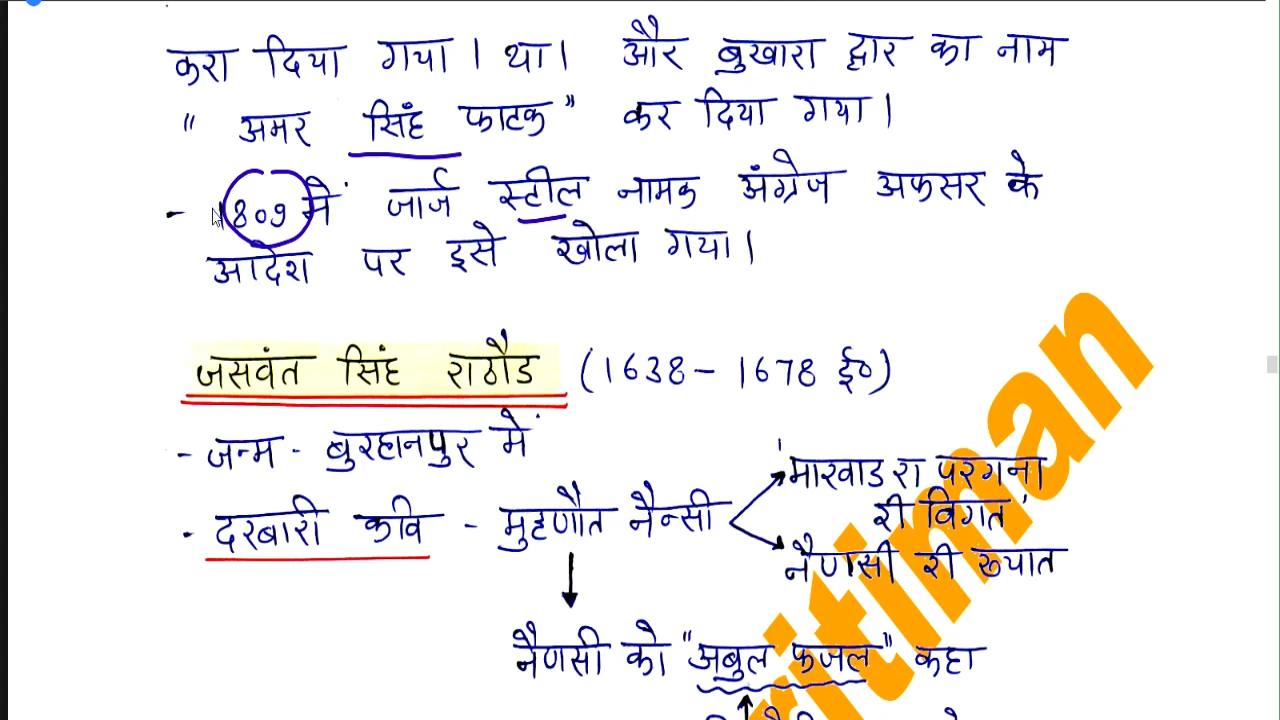 करा दिया गया । था। और बुखारा द्वार का नाम
" अमर सिंह फाटक " कर दिया गया ।
- 1809 में जार्ज स्टील नामक अंग्रेज अफसर के
आदेश पर इसे खोला गया ।
जसवंत सिंह राठौड (1638 - 1678 ई०)
- जन्म - बुरहानपुर में
- दरबारी कवि - मुहणौत नैन्सी
मारवाड रा परगना
री विगत
नैणसी री ख्यात
नैणसी को "अबुल फजल" कहा
ritiman